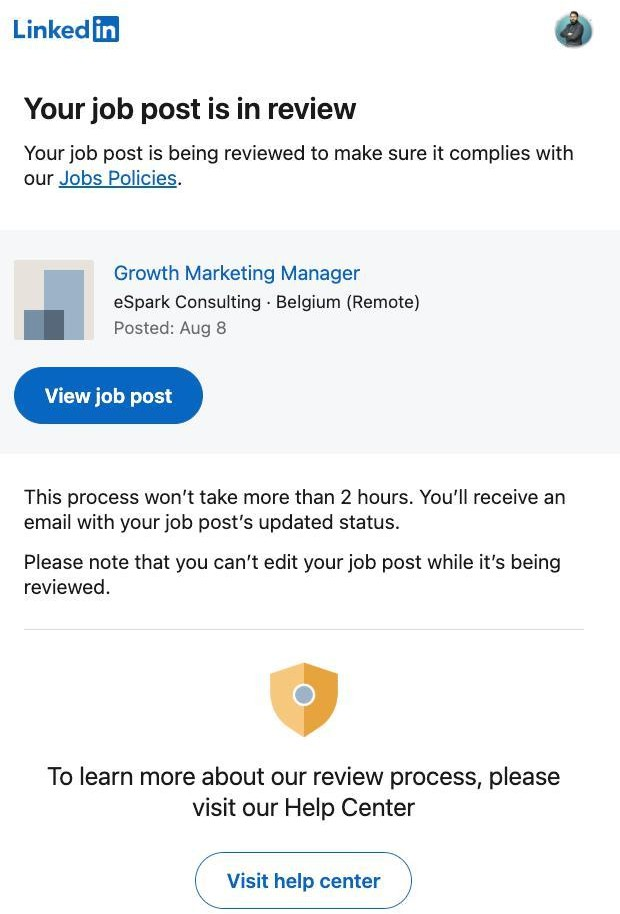 LinkedIn
Your job post is in review
Your job post is being reviewed to make sure it complies with
our Jobs Policies.
Growth Marketing Manager
eSpark Consulting · Belgium (Remote)
Posted: Aug 8
View job post
This process won’t take more than 2 hours. You’ll receive an
email with your job post’s updated status.
Please note that you can’t edit your job post while it’s being
reviewed.
To learn more about our review process, please
visit our Help Center
Visit help center